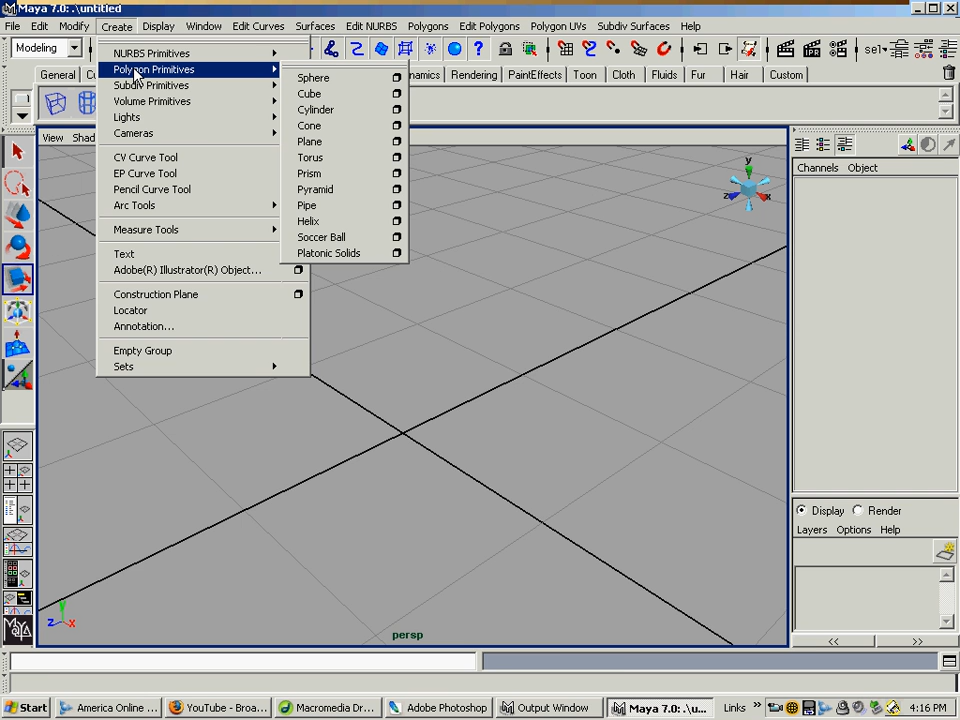 Maya 7.0: .\untitled
File Edit Modify Create Display Window Edit Curves Surfaces Edit NURBS Polygons Edit Polygons Polygon UVs Subdiv Surfaces Help
Modeling
sel
General
Rendering PaintEffects Toon Cloth Fluids Fur Hair Custom
NURBS Primitives
Polygon Primitives
Subdiv Primitives
Volume Primitives
Lights
Cameras
CV Curve Tool
EP Curve Tool
Pencil Curve Tool
Arc Tools
Measure Tools
Text
Adobe(R) Illustrator(R) Object...
Construction Plane
Locator
Annotation...
Empty Group
Sets
Sphere
Cube
Cylinder
Cone
Plane
Torus
Prism
Pyramid
Pipe
Helix
Soccer Ball
Platonic Solids
View
y
z x
Channels Object
Display Render
Layers Options Help
<< >>
y
z x
persp
MAYA
Start America Online YouTube - Broa... Macromedia Dr... Adobe Photoshop Output Window Maya 7.0: .\u... Links >> 4:16 PM